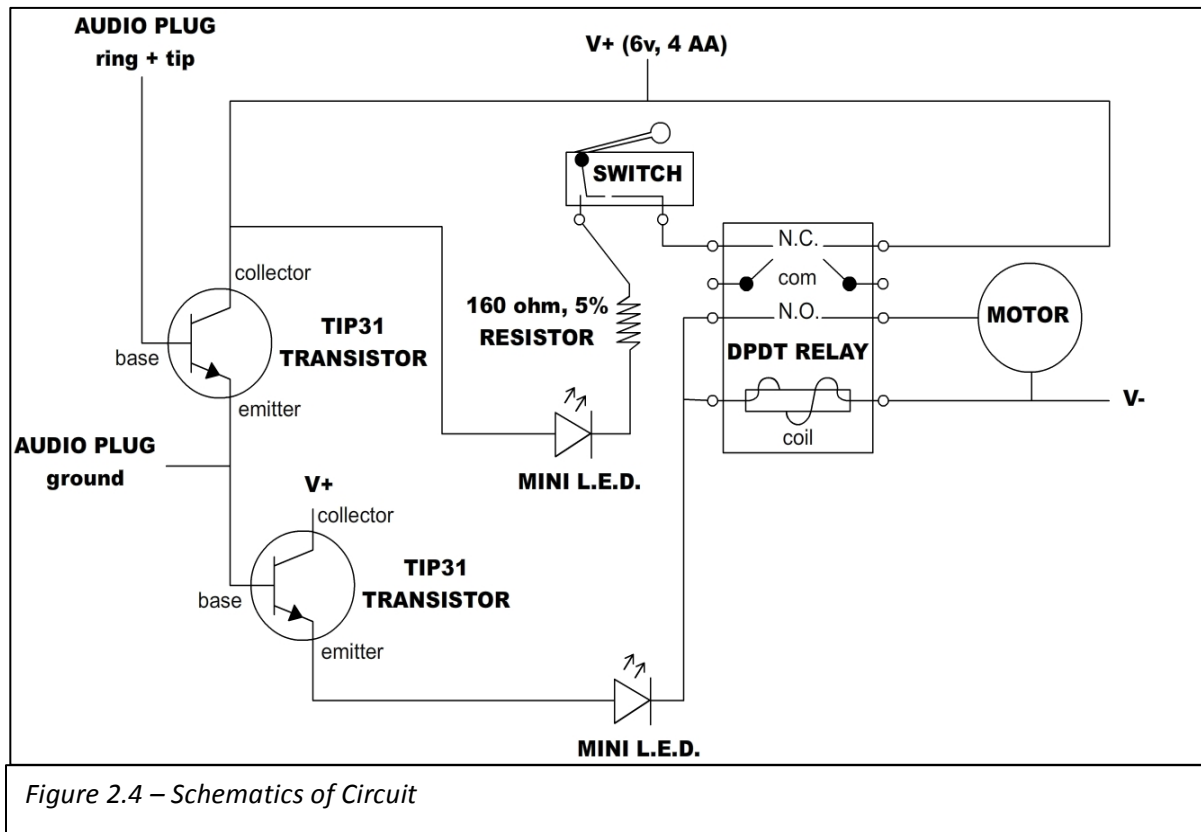 AUDIO PLUG
ring + tip
V+ (6v, 4 AA)
SWITCH
N.C.
collector
com
160 ohm, 5%
RESISTOR
TIP31
TRANSISTOR
N.O.
MOTOR
base
DPDT RELAY
emitter
V-
coil
AUDIO PLUG
ground
MINI L.E.D.
V+
collector
TIP31
TRANSISTOR
base
emitter
MINI L.E.D.
Figure 2.4 – Schematics of Circuit